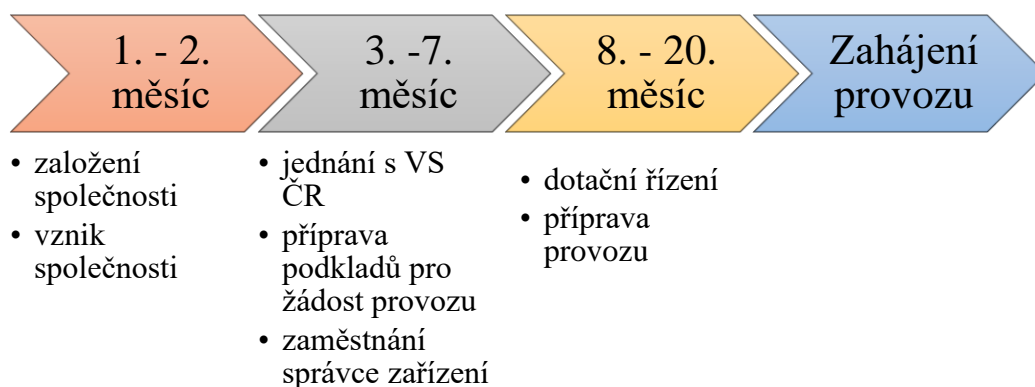 1. - 2.
měsíc
3. -7.
měsíc
8. - 20.
měsíc
Zahájení
provozu
• založení
společnosti
• vznik
společnosti
• jednání s VS
ČR
• příprava
podkladů pro
žádost provozu
• zaměstnání
správce zařízení
• dotační řízení
• příprava
provozu